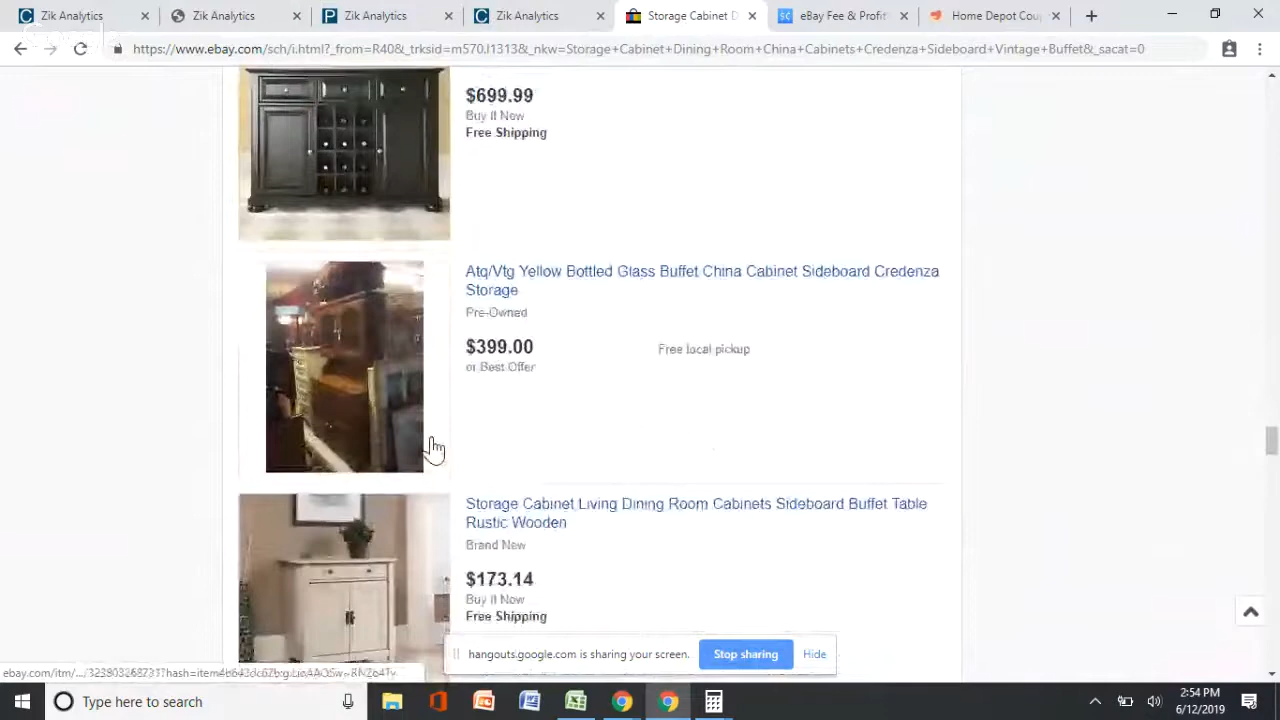 Zik Analytics
Zik Analytics
Zik Analytics
Zik Analytics
Storage Cabinet D
eBay Fee & Profit
Home Depot Cou
https://www.ebay.com/sch/i.html?_from=R40&_trksid=m570.l1313&_nkw=Storage+Cabinet+Dining+Room+China+Cabinets+Credenza+Sideboard+Vintage+Buffet&_sacat=0
$699.99
Buy It Now
Free Shipping
Atq/Vtg Yellow Bottled Glass Buffet China Cabinet Sideboard Credenza
Storage
Pre-Owned
$399.00
Free local pickup
or Best Offer
Storage Cabinet Living Dining Room Cabinets Sideboard Buffet Table
Rustic Wooden
Brand New
$173.14
Buy It Now
Free Shipping
hangouts.google.com is sharing your screen.
Stop sharing
Hide
Type here to search
2:54 PM
6/12/2019